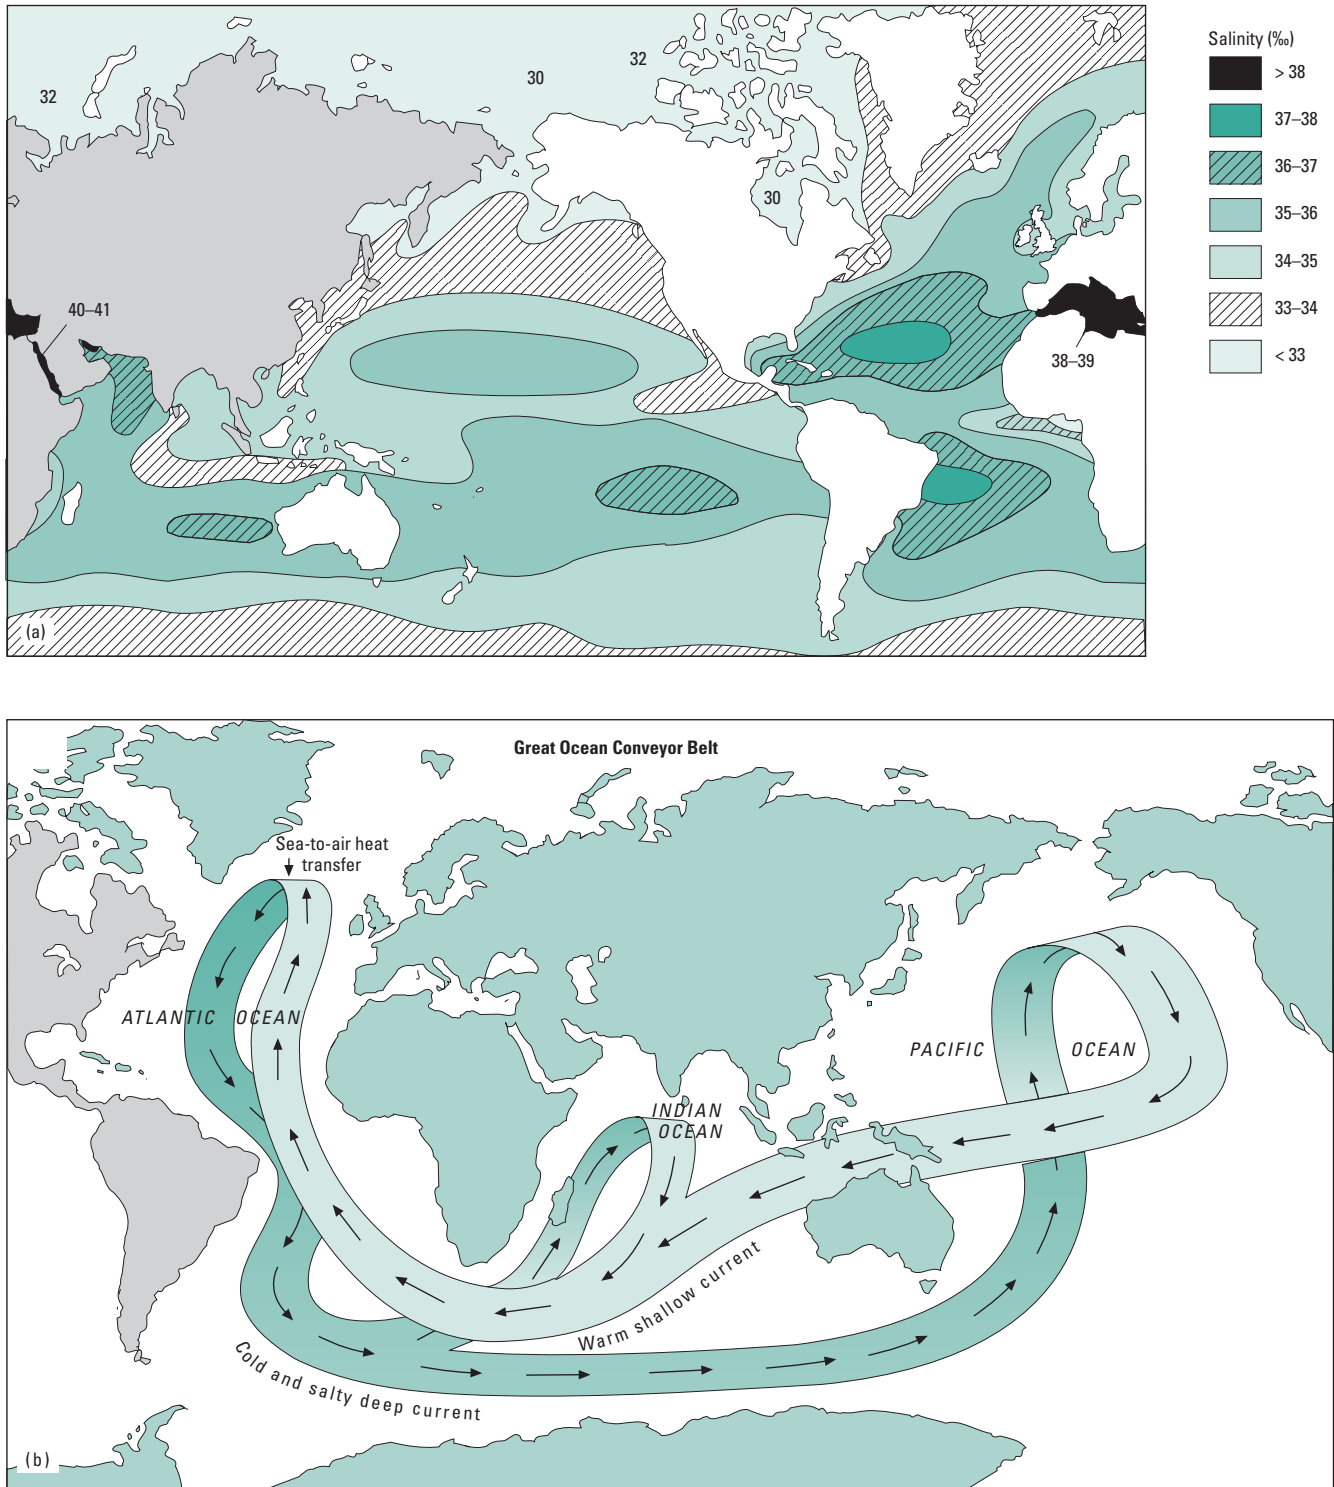 Salinity (‰)
> 38
37–38
36–37
35–36
34–35
33–34
< 33
32
30
32
30
40–41
38–39
(a)
Great Ocean Conveyor Belt
Sea-to-air heat
transfer
ATLANTIC OCEAN
PACIFIC OCEAN
INDIAN
OCEAN
Warm shallow current
Cold and salty deep current
(b)